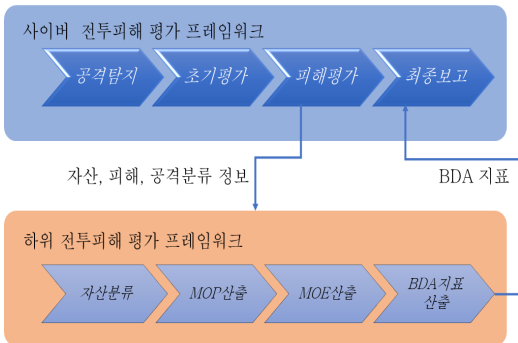 사이버 전투피해 평가 프레임워크
공격탐지
초기평가
피해평가
최종보고
자산, 피해, 공격분류 정보
BDA 지표
하위 전투피해 평가 프레임워크
자산분류
MOP산출
MOE산출
BDA지표
산출